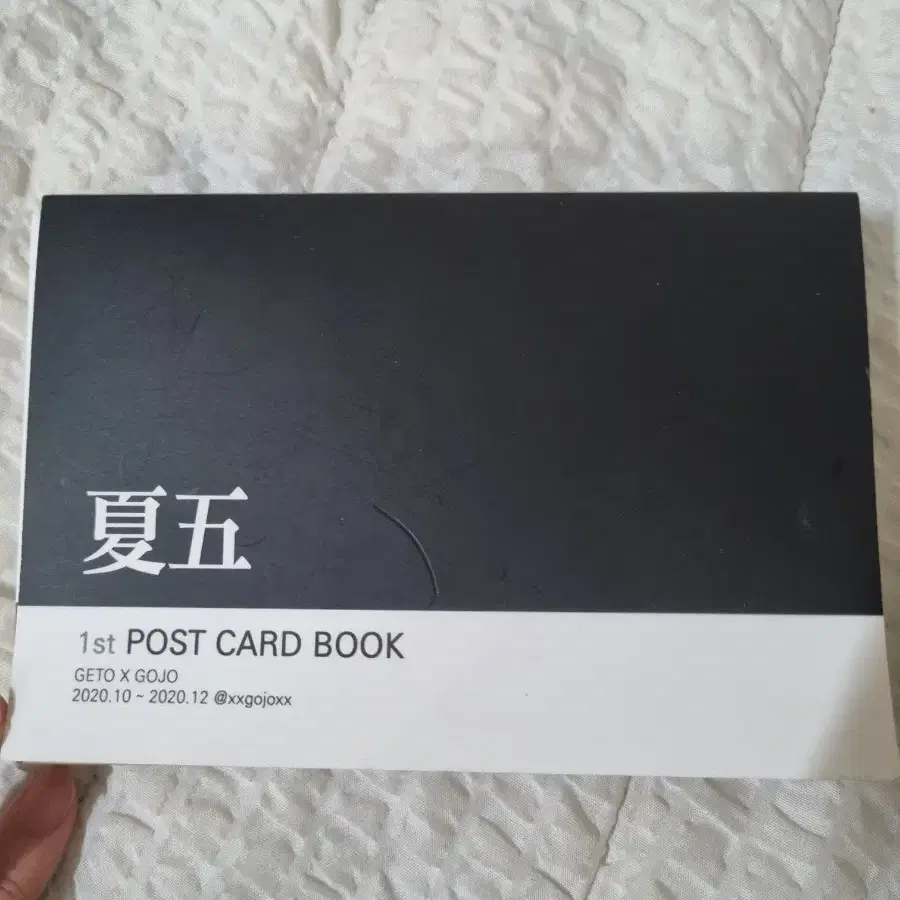 夏五
1st POST CARD BOOK
GETO X GOJO
2020.10 ~ 2020.12 @xxgojoxx